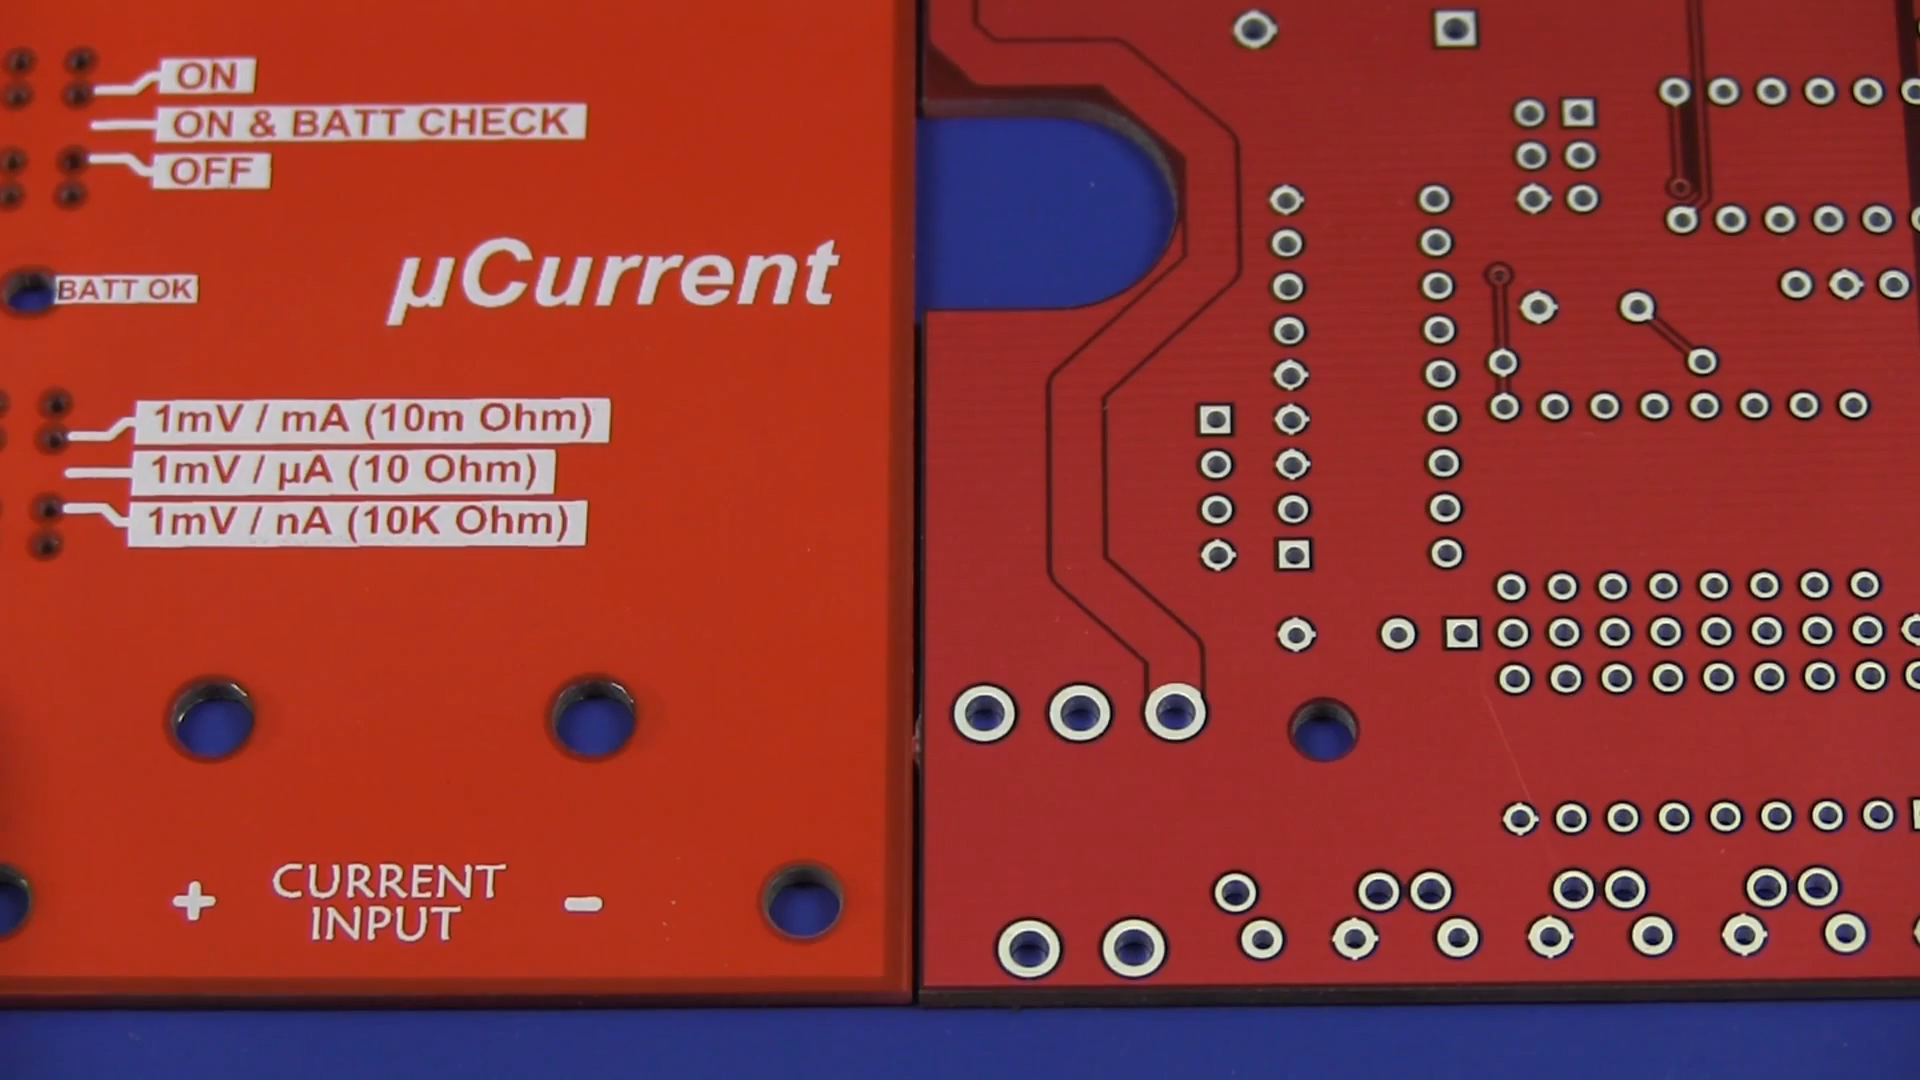 ON
ON & BATT CHECK
OFF
BATT OK
µCurrent
1mV / mA (10m Ohm)
1mV / µA (10 Ohm)
1mV / nA (10K Ohm)
+ CURRENT INPUT -